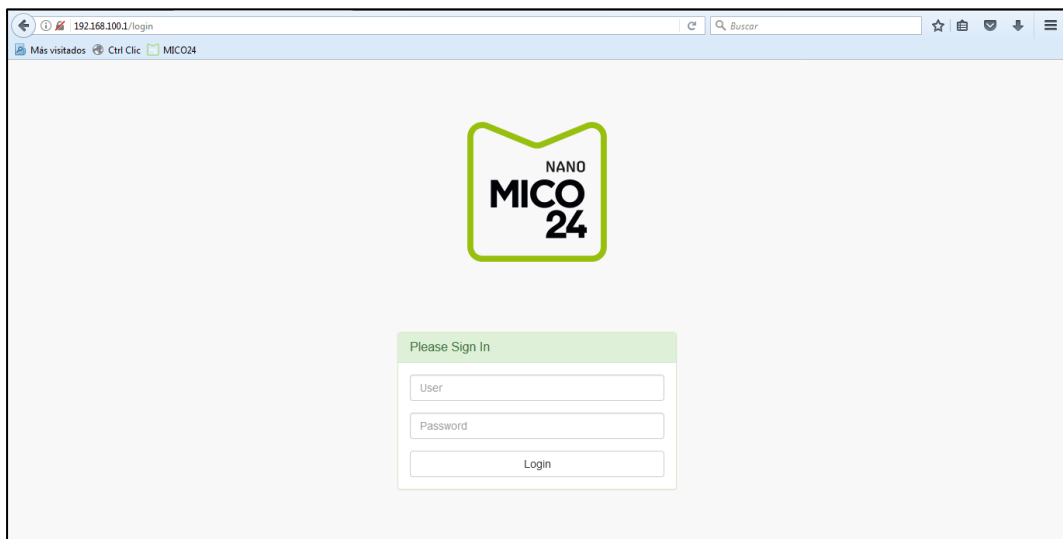 192.168.100.1/login
Buscar
Más visitados Ctrl Clic MICO24
NANO
MICO
24
Please Sign In
User
Password
Login